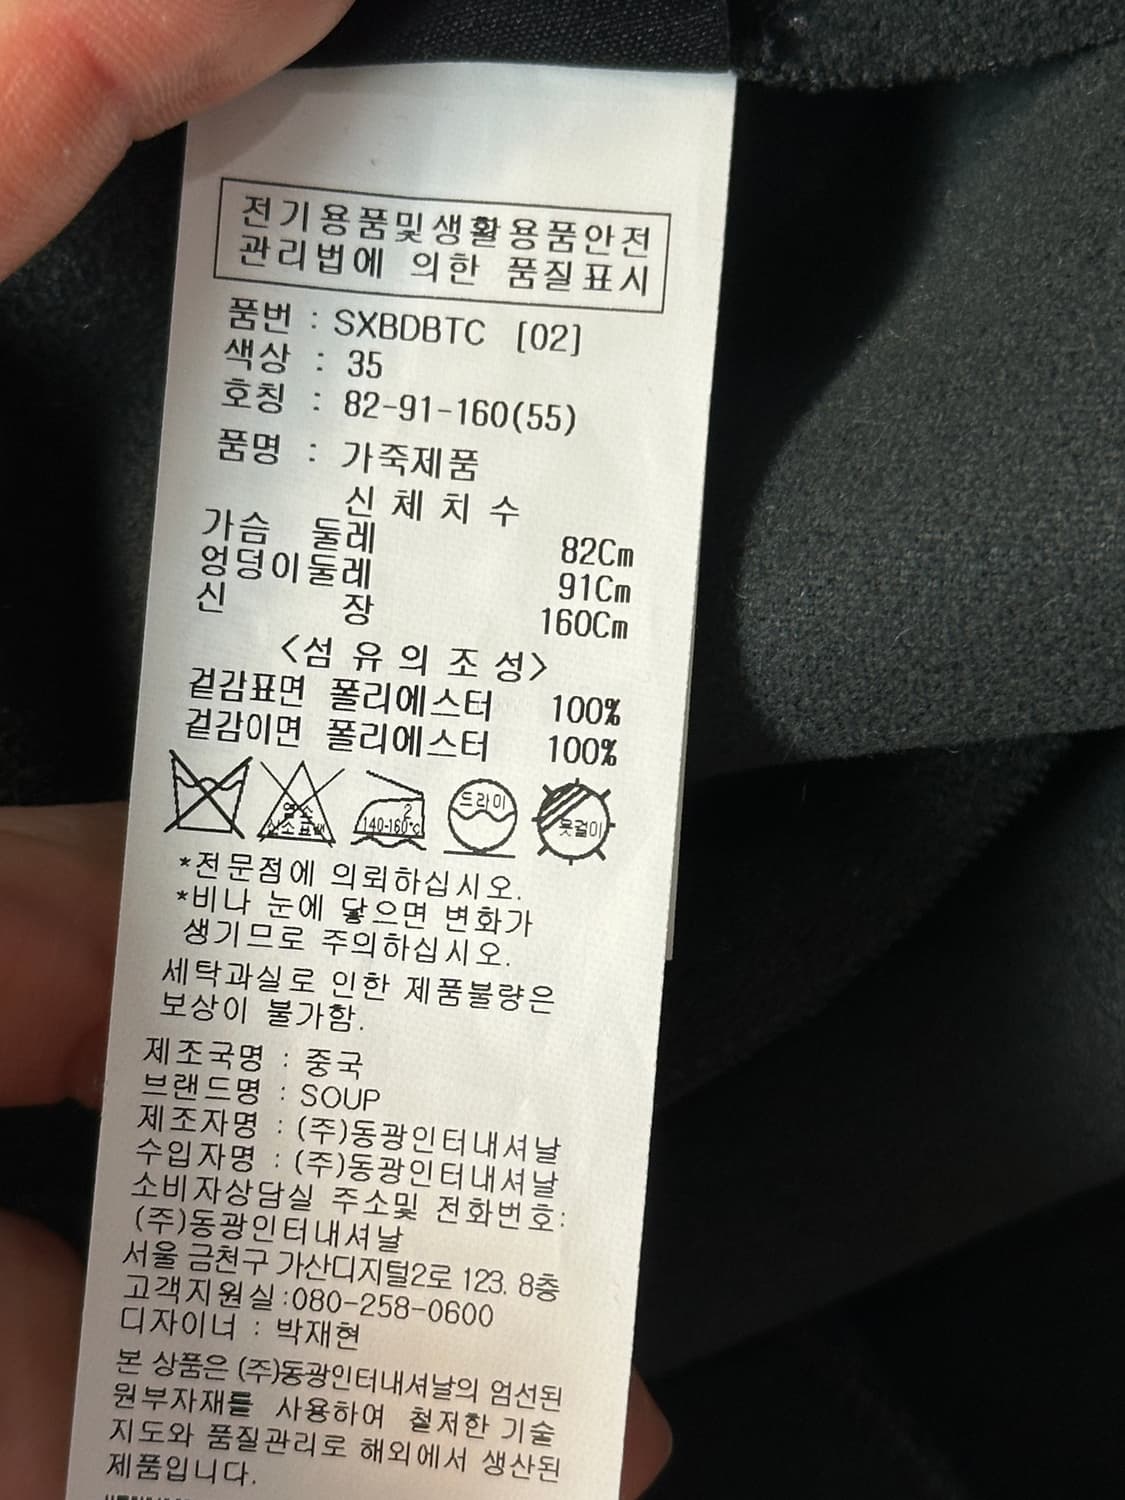 전기용품및생활용품안전
관리법에 의한 품질표시
품번 : SXBDBTC [02]
색상 : 35
호칭 : 82-91-160(55)
품명 : 가죽제품
신 체 치 수
가슴 둘레 82Cm
엉덩이둘레 91Cm
신 장 160Cm
<섬 유 의 조 성>
겉감표면 폴리에스터 100%
겉감이면 폴리에스터 100%
염소 산소표백 2 140-160℃ 드라이 옷걸이
*전문점에 의뢰하십시오.
*비나 눈에 닿으면 변화가
생기므로 주의하십시오.
세탁과실로 인한 제품불량은
보상이 불가함.
제조국명 : 중국
브랜드명 : SOUP
제조자명 : (주)동광인터내셔날
수입자명 : (주)동광인터내셔날
소비자상담실 주소및 전화번호:
(주)동광인터내셔날
서울 금천구 가산디지털2로 123. 8층
고객지원실:080-258-0600
디자이너 : 박재현
본 상품은 (주)동광인터내셔날의 엄선된
원부자재를 사용하여 철저한 기술
지도와 품질관리로 해외에서 생산된
제품입니다.